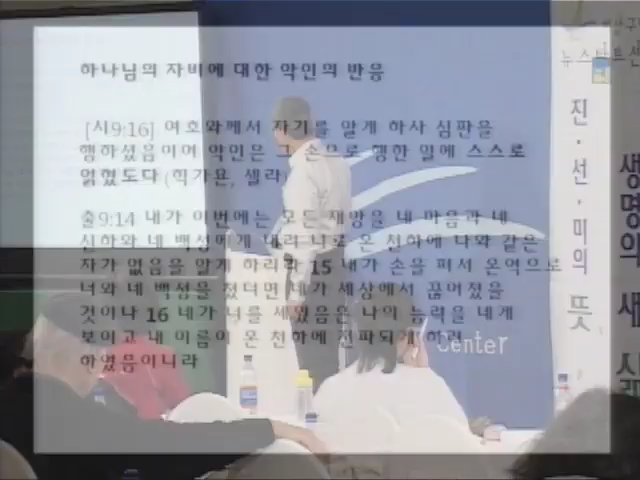 하나님의 자비에 대한 악인의 반응
[시9:16] 여호와께서 자기를 알게 하사 심판을
행하셨음이여 악인은 그 손으로 행한 일에 스스로
얽혔도다 (힉가욘, 셀라)
출9:14 내가 이번에는 모든 재앙을 네 마음과 네
신하와 네 백성에게 내려 너로 온 천하에 나와 같은
자가 없음을 알게 하리라 15 내가 손을 펴서 온역으로
너와 네 백성을 쳤더면 네가 세상에서 끊어졌을
것이나 16 네가 너를 세웠음은 나의 능력을 네게
보이고 내 이름이 온 천하에 전파되게 하려
하였음이니라
Center
진·선·미의 뜻
생명의 새